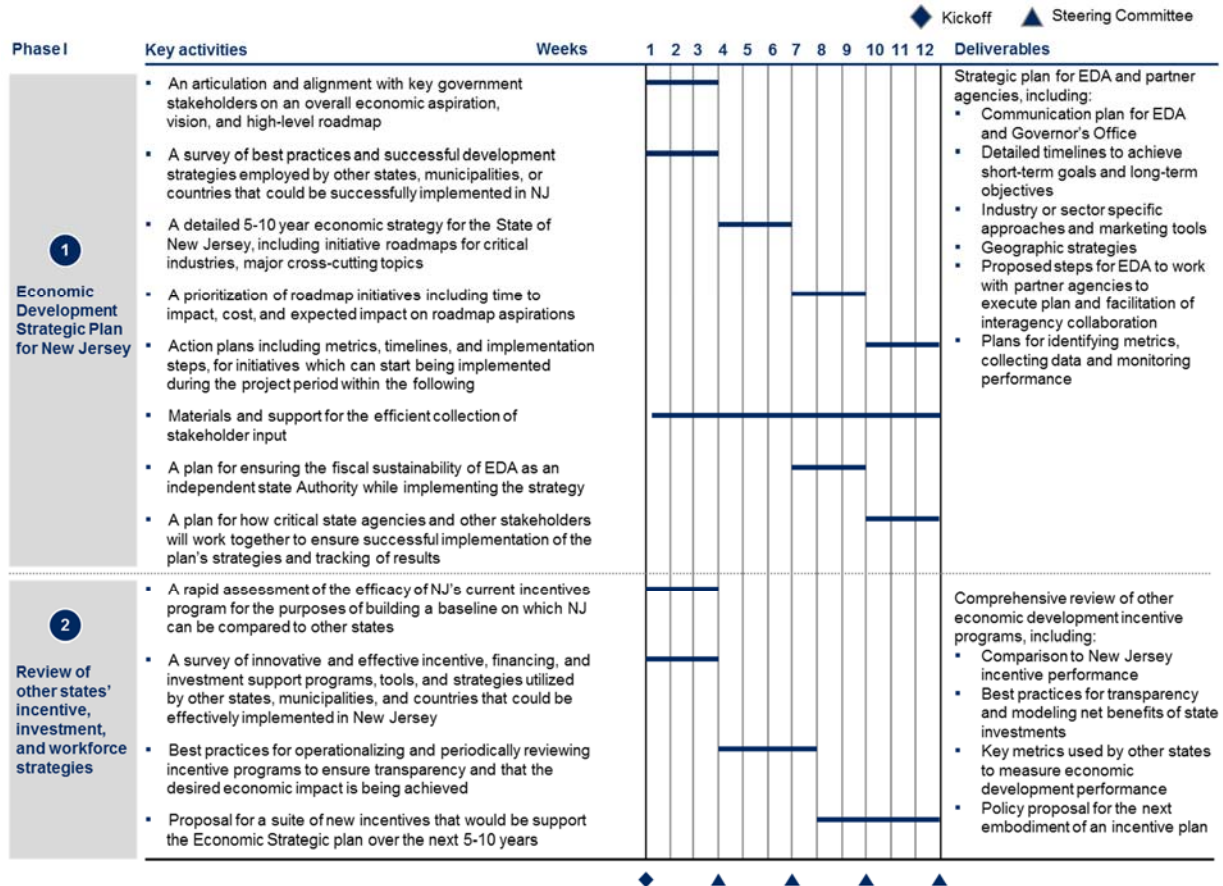 Kickoff Steering Committee
Phase I Key activities Weeks 1 2 3 4 5 6 7 8 9 10 11 12 Deliverables
1
Economic
Development
Strategic Plan
for New Jersey
▪ An articulation and alignment with key government
stakeholders on an overall economic aspiration,
vision, and high-level roadmap
▪ A survey of best practices and successful development
strategies employed by other states, municipalities, or
countries that could be successfully implemented in NJ
▪ A detailed 5-10 year economic strategy for the State of
New Jersey, including initiative roadmaps for critical
industries, major cross-cutting topics
▪ A prioritization of roadmap initiatives including time to
impact, cost, and expected impact on roadmap aspirations
▪ Action plans including metrics, timelines, and implementation
steps, for initiatives which can start being implemented
during the project period within the following
▪ Materials and support for the efficient collection of
stakeholder input
▪ A plan for ensuring the fiscal sustainability of EDA as an
independent state Authority while implementing the strategy
▪ A plan for how critical state agencies and other stakeholders
will work together to ensure successful implementation of the
plan's strategies and tracking of results
Strategic plan for EDA and partner
agencies, including:
▪ Communication plan for EDA
and Governor's Office
▪ Detailed timelines to achieve
short-term goals and long-term
objectives
▪ Industry or sector specific
approaches and marketing tools
▪ Geographic strategies
▪ Proposed steps for EDA to work
with partner agencies to
execute plan and facilitation of
interagency collaboration
▪ Plans for identifying metrics,
collecting data and monitoring
performance
2
Review of
other states'
incentive,
investment,
and workforce
strategies
▪ A rapid assessment of the efficacy of NJ's current incentives
program for the purposes of building a baseline on which NJ
can be compared to other states
▪ A survey of innovative and effective incentive, financing, and
investment support programs, tools, and strategies utilized
by other states, municipalities, and countries that could be
effectively implemented in New Jersey
▪ Best practices for operationalizing and periodically reviewing
incentive programs to ensure transparency and that the
desired economic impact is being achieved
▪ Proposal for a suite of new incentives that would be support
the Economic Strategic plan over the next 5-10 years
Comprehensive review of other
economic development incentive
programs, including:
▪ Comparison to New Jersey
incentive performance
▪ Best practices for transparency
and modeling net benefits of state
investments
▪ Key metrics used by other states
to measure economic
development performance
▪ Policy proposal for the next
embodiment of an incentive plan